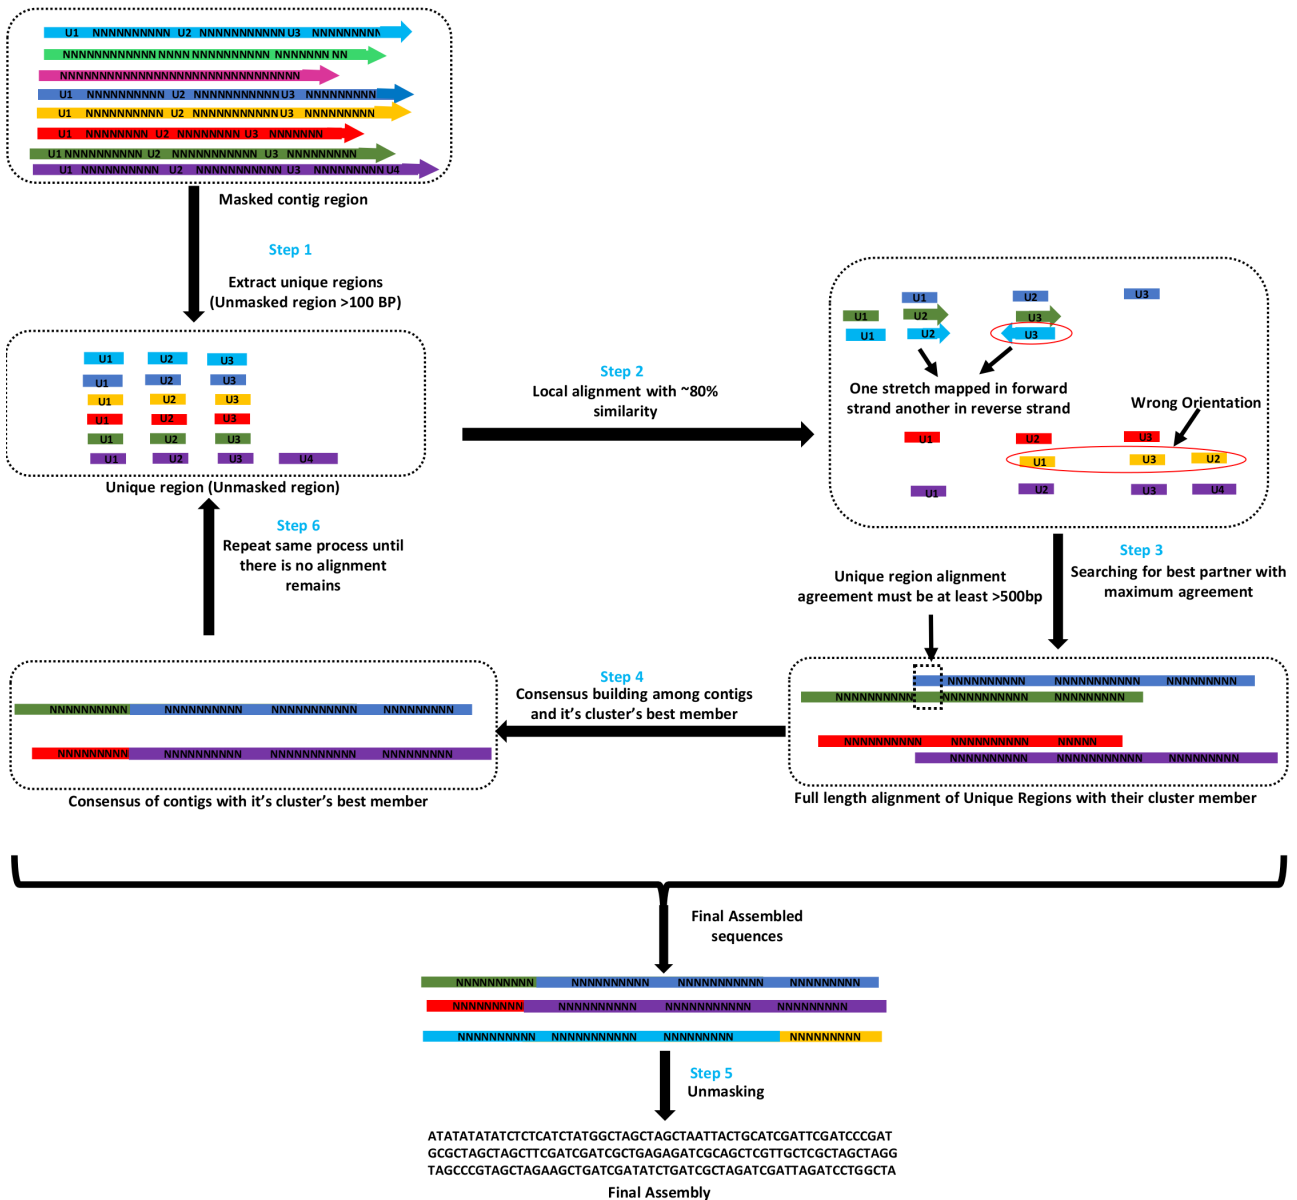 U1 NNNNNNNNNN U2 NNNNNNNNNNN U3 NNNNNNNNN
NNNNNNNNNNNN NNNN NNNNNNNNNN NNNNNNN NN
NNNNNNNNNNNNNNNNNNNNNNNNNNNNNNN
U1 NNNNNNNNNN U2 NNNNNNNNNNN U3 NNNNNNNNN
U1 NNNNNNNNNN U2 NNNNNNNNNNN U3 NNNNNNNNN
U1 NNNNNNNN U2 NNNNNNNN U3 NNNNNNN
U1 NNNNNNNNNN U2 NNNNNNNNNNN U3 NNNNNNNNN
U1 NNNNNNNNNN U2 NNNNNNNNNNN U3 NNNNNNNNN U4
Masked contig region
Step 1
Extract unique regions
(Unmasked region >100 BP)
U1 U2 U3
U1 U2 U3
U1 U2 U3
U1 U2 U3
U1 U2 U3
U1 U2 U3 U4
Unique region (Unmasked region)
Step 2
Local alignment with ~80%
similarity
U1 U2 U3
U1 U2 U3
U1 U2 U3
One stretch mapped in forward
strand another in reverse strand
Wrong Orientation
U1 U2 U3
U1 U3 U2
U1 U2 U3 U4
Step 3
Searching for best partner with
maximum agreement
Unique region alignment
agreement must be at least >500bp
NNNNNNNNNN NNNNNNNNNNN NNNNNNNNN
NNNNNNNNNN NNNNNNNNNNN NNNNNNNNN
NNNNNNNNNN NNNNNNNNNN NNNNN
NNNNNNNNNN NNNNNNNNNNN NNNNNNNNN
Full length alignment of Unique Regions with their cluster member
Step 4
Consensus building among contigs
and it's cluster's best member
NNNNNNNNNN NNNNNNNNNN NNNNNNNNNNN NNNNNNNNN
NNNNNNNNN NNNNNNNNNN NNNNNNNNNNN NNNNNNNNN
Consensus of contigs with it's cluster's best member
Step 6
Repeat same process until
there is no alignment
remains
Final Assembled
sequences
NNNNNNNNNN NNNNNNNNNN NNNNNNNNNNN NNNNNNNNN
NNNNNNNNN NNNNNNNNNN NNNNNNNNNNN NNNNNNNNN
NNNNNNNNNN NNNNNNNNNN NNNNNNNNN NNNNNNNNN
Step 5
Unmasking
ATATATATATCTCTCATCTATGGCTAGCTAGCTAATTACTGCATCGATTCGATCCCGAT
GCGCTAGCTAGCTTCGATCGATCGCTGAGAGATCGCAGCTCGTTGCTCGCTAGCTAGG
TAGCCCGTAGCTAGAAGCTGATCGATATCTGATCGCTAGATCGATTAGATCCTGGCTA
Final Assembly